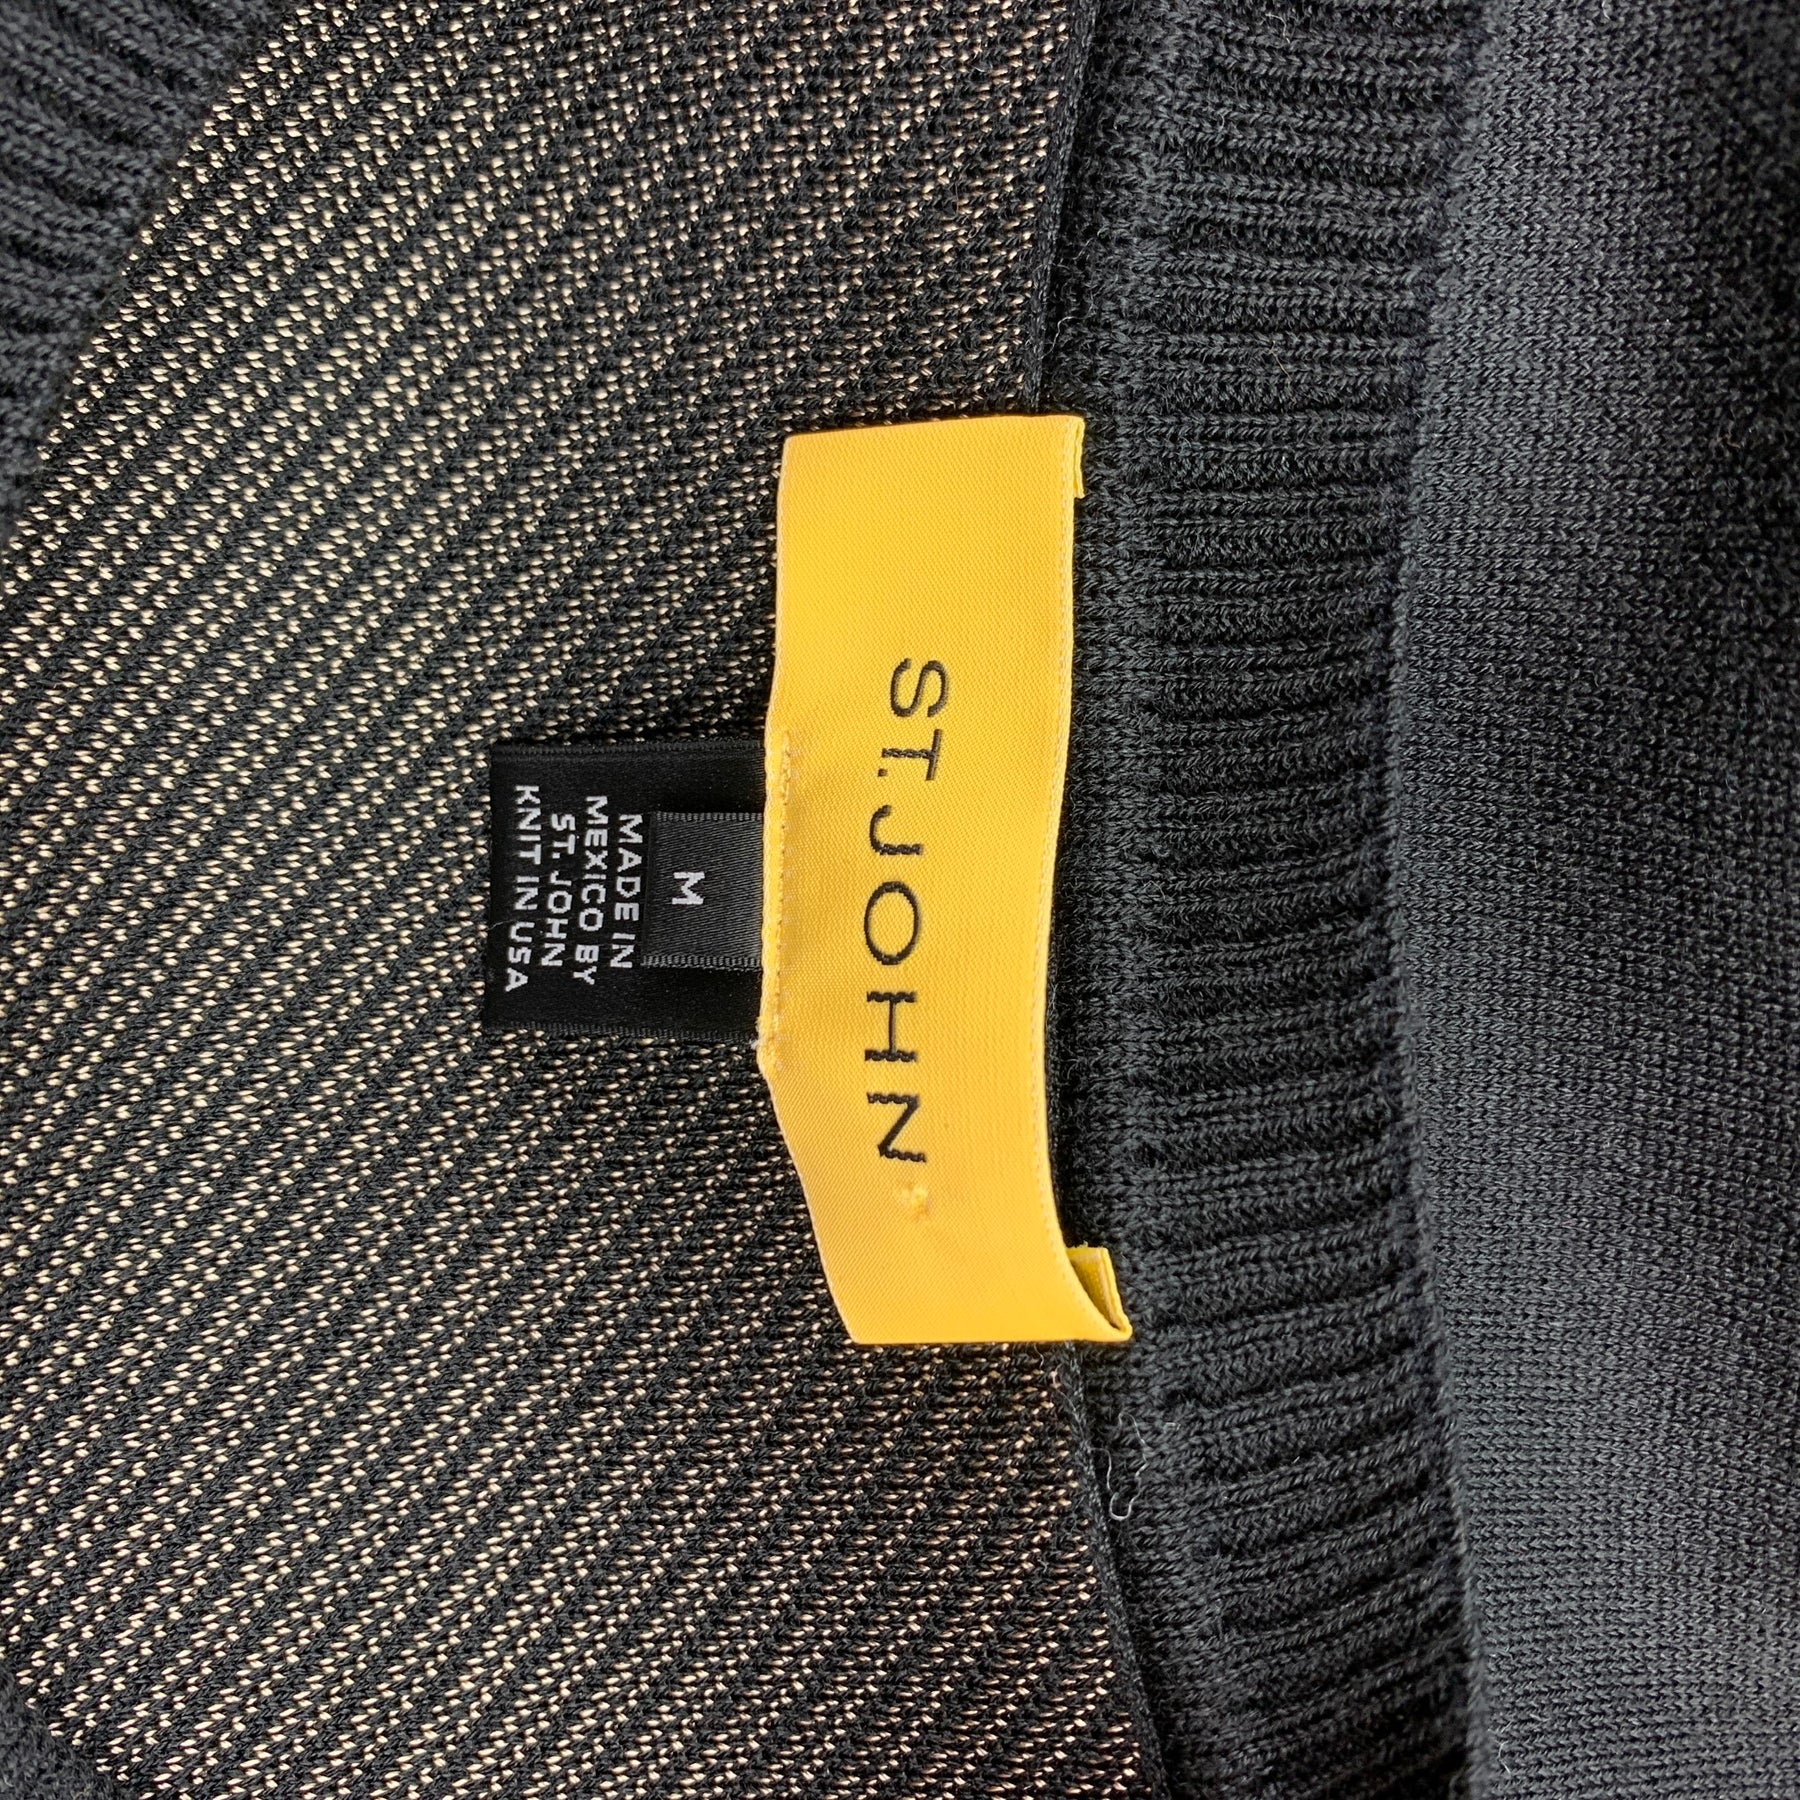 ST. JOHN
M
MADE IN
MEXICO BY
ST. JOHN
KNIT IN USA